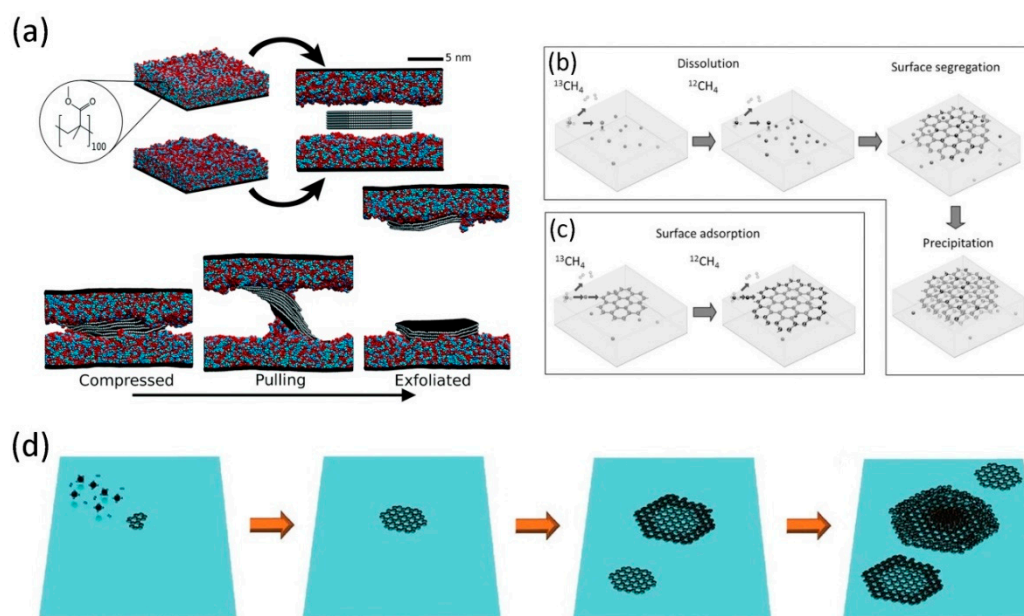 (a)
5 nm
O
O
100
Compressed
Pulling
Exfoliated
(b)
Dissolution
Surface segregation
¹³CH₄
¹²CH₄
Precipitation
(c)
Surface adsorption
¹³CH₄
¹²CH₄
(d)